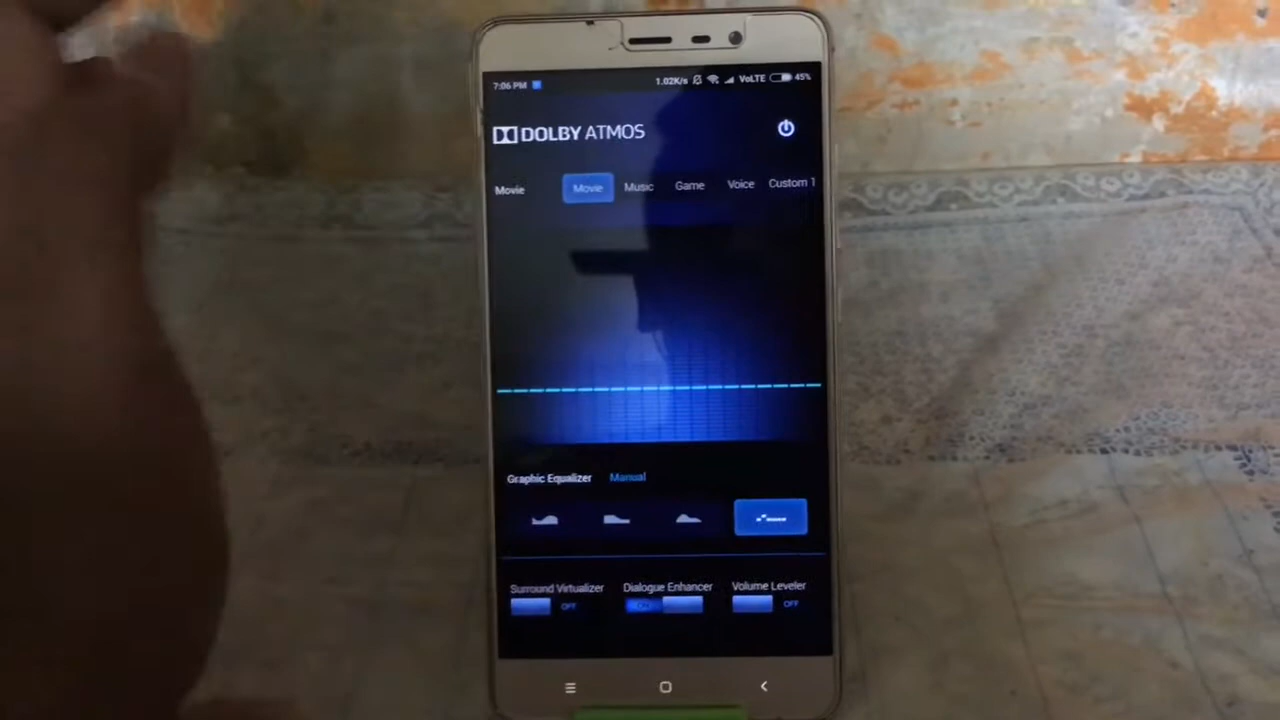 7:06 PM 1.02K/s VoLTE 45%
DOLBY ATMOS
Movie Movie Music Game Voice Custom 1
Graphic Equalizer Manual
Surround Virtualizer Dialogue Enhancer Volume Leveler
OFF ON OFF